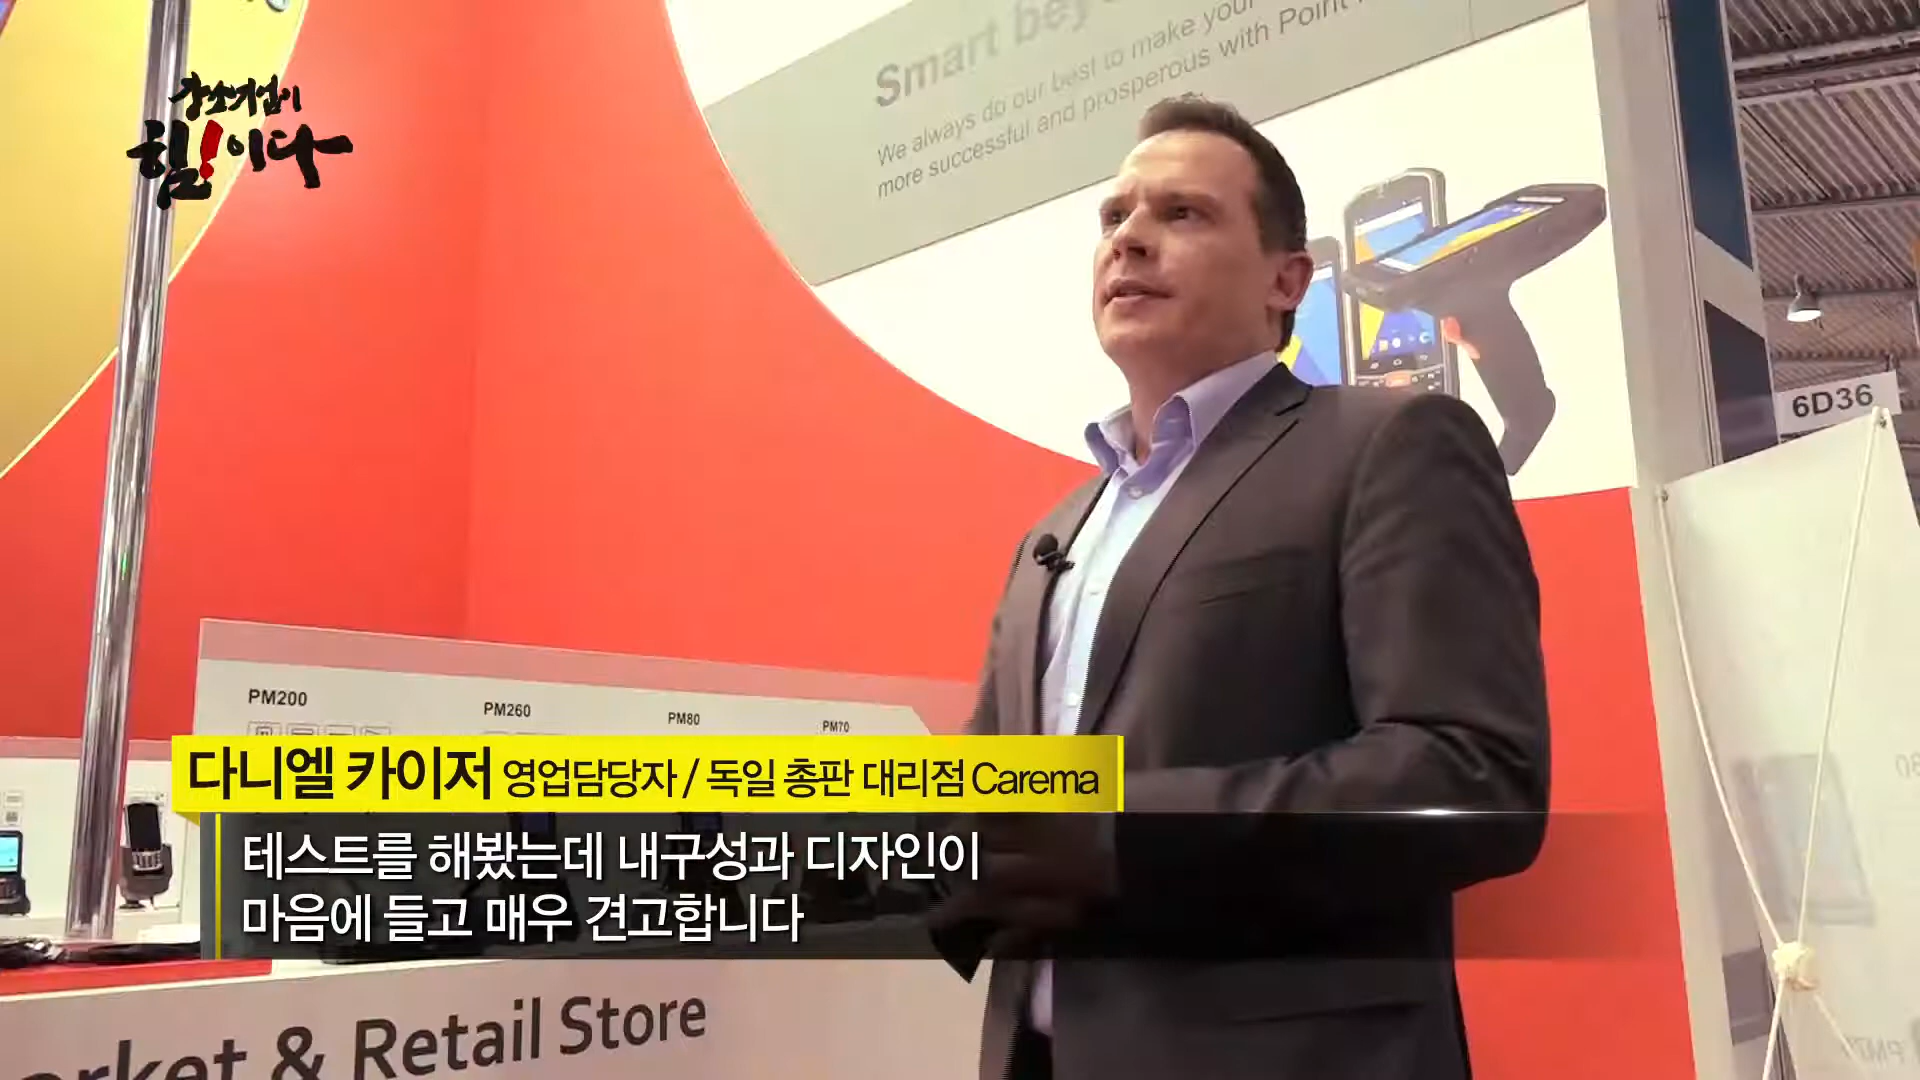 강소기업이
힘!이다
Smart
We always do our best to make your
more successful and prosperous with Point
6D36
PM200
PM260
PM80
PM70
다니엘 카이저 영업담당자 / 독일 총판 대리점 Carema
테스트를 해봤는데 내구성과 디자인이
마음에 들고 매우 견고합니다
& Retail Store